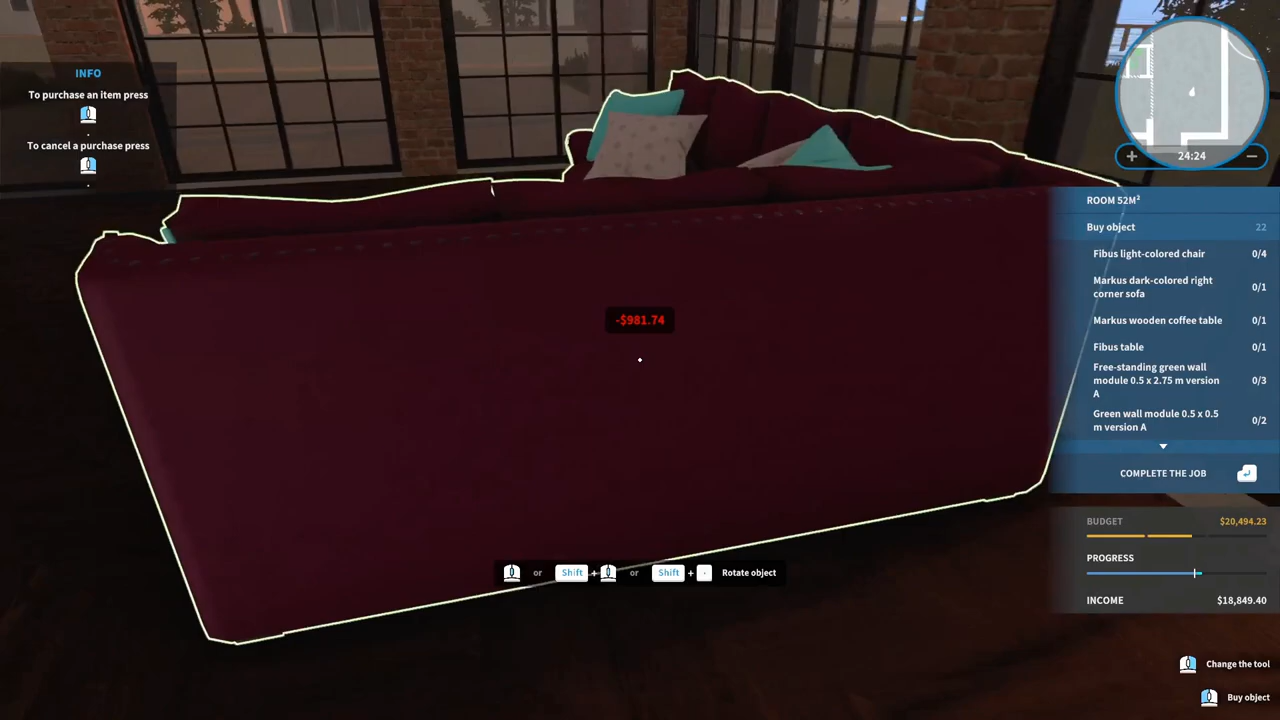 INFO
To purchase an item press
.
To cancel a purchase press
.
24:24
ROOM 52M²
Buy object 22
Fibus light-colored chair 0/4
Markus dark-colored right
corner sofa 0/1
Markus wooden coffee table 0/1
Fibus table 0/1
Free-standing green wall
module 0.5 x 2.75 m version 0/3
A
Green wall module 0.5 x 0.5
m version A 0/2
COMPLETE THE JOB
-$981.74
BUDGET $20,494.23
PROGRESS
INCOME $18,849.40
or Shift + or Shift + . Rotate object
Change the tool
Buy object